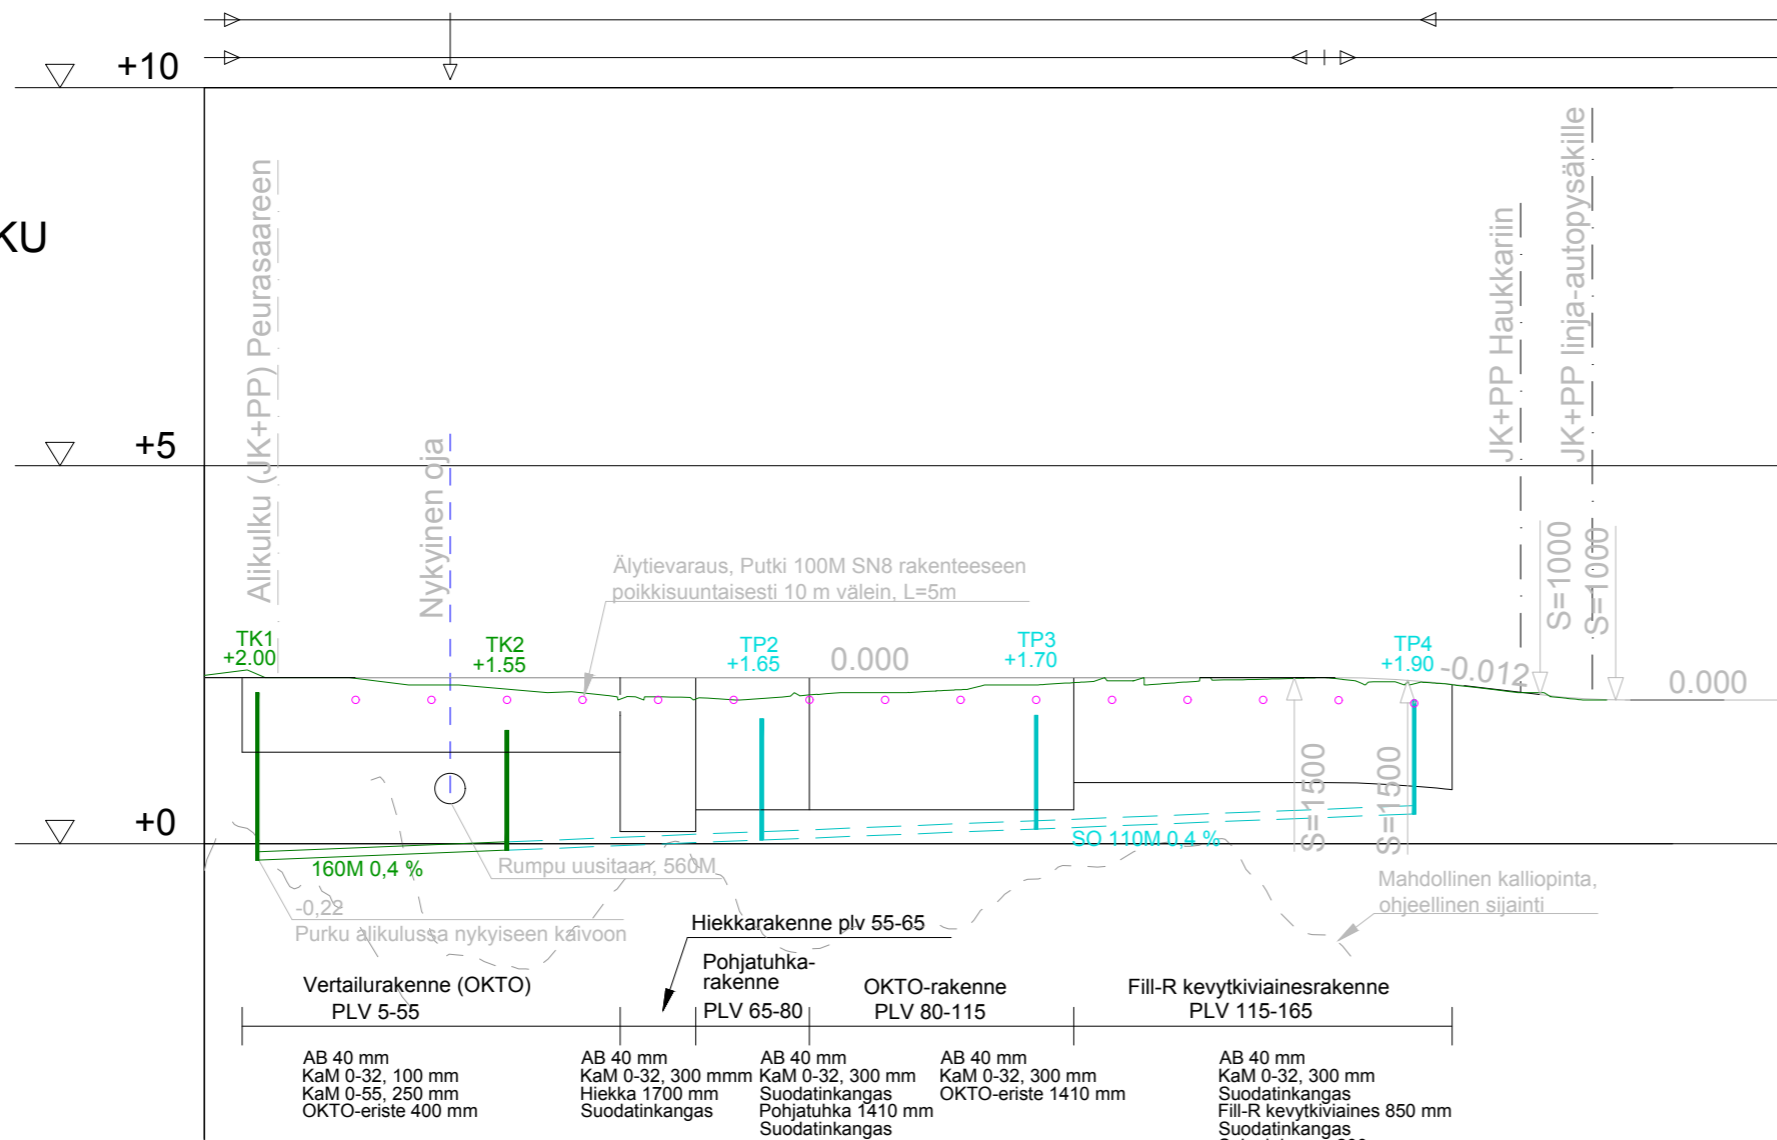 +10
KU
+5
+0
Alikulku (JK+PP) Peurasaareen
Nykyinen oja
JK+PP Haukkariin
JK+PP linja-autopysäkille
S=1000
S=1000
Älytievaraus, Putki 100M SN8 rakenteeseen
poikkisuuntaisesti 10 m välein, L=5m
TK1
+2.00
TK2
+1.55
TP2
+1.65
0.000
TP3
+1.70
TP4
+1.90
-0.012
0.000
S=1500
S=1500
160M 0,4 %
Rumpu uusitaan, 560M
SO 110M 0,4 %
-0,22
Purku alikulussa nykyiseen kaivoon
Mahdollinen kalliopinta,
ohjeellinen sijainti
Hiekkarakenne plv 55-65
Vertailurakenne (OKTO)
PLV 5-55
Pohjatuhka-
rakenne
PLV 65-80
OKTO-rakenne
PLV 80-115
Fill-R kevytkiviainesrakenne
PLV 115-165
AB 40 mm
KaM 0-32, 100 mm
KaM 0-55, 250 mm
OKTO-eriste 400 mm
AB 40 mm
KaM 0-32, 300 mmm
Hiekka 1700 mm
Suodatinkangas
AB 40 mm
KaM 0-32, 300 mm
Suodatinkangas
Pohjatuhka 1410 mm
Suodatinkangas
AB 40 mm
KaM 0-32, 300 mm
OKTO-eriste 1410 mm
AB 40 mm
KaM 0-32, 300 mm
Suodatinkangas
Fill-R kevytkiviaines 850 mm
Suodatinkangas